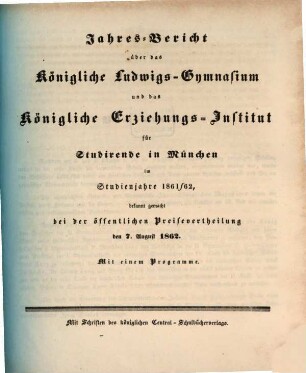 Jahres-Bericht
über das
Königliche Ludwigs-Gymnasium
und das
Königliche Erziehungs-Institut
für
Studirende in München
im
Studienjahre 1861/62,
bekannt gemacht
bei der öffentlichen Preisevertheilung
den 7. August 1862.
Mit einem Programme.
Mit Schriften des königlichen Central-Schulbücherverlags.